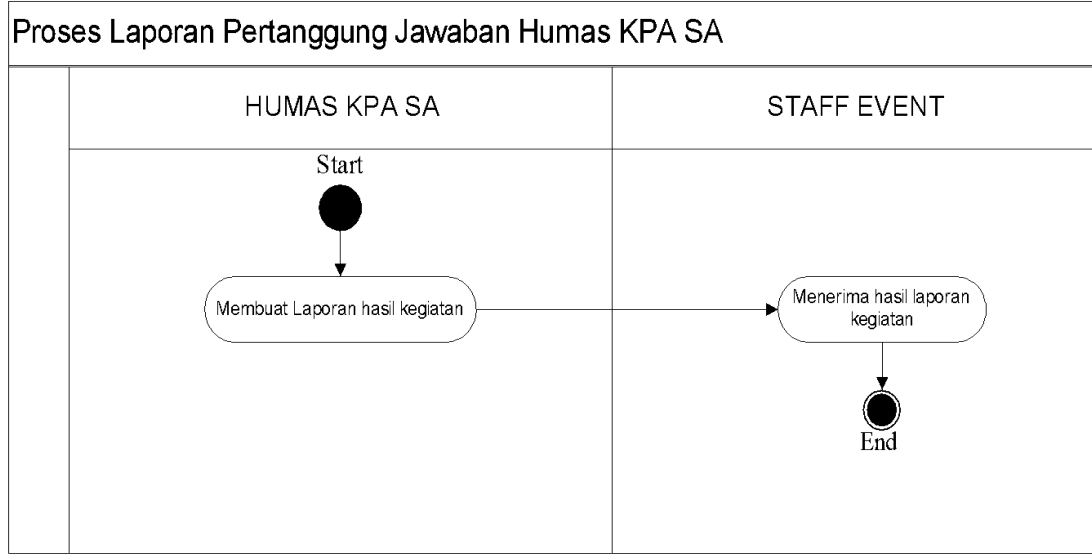 Proses Laporan Pertanggung Jawaban Humas KPA SA
HUMAS KPA SA
STAFF EVENT
Start
Membuat Laporan hasil kegiatan
Menerima hasil laporan
kegiatan
End